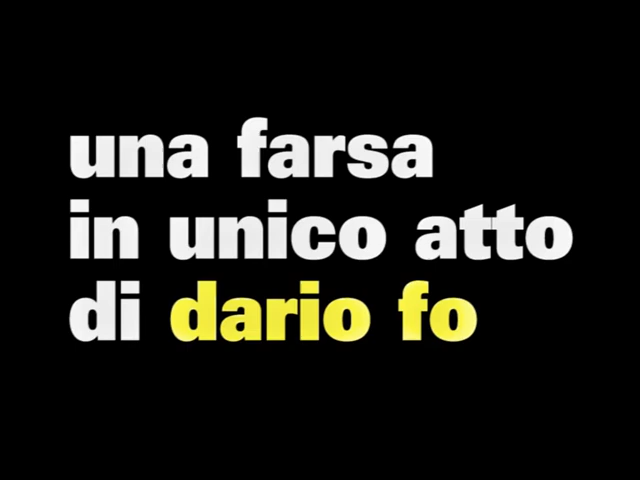 una farsa
in unico atto
di dario fo